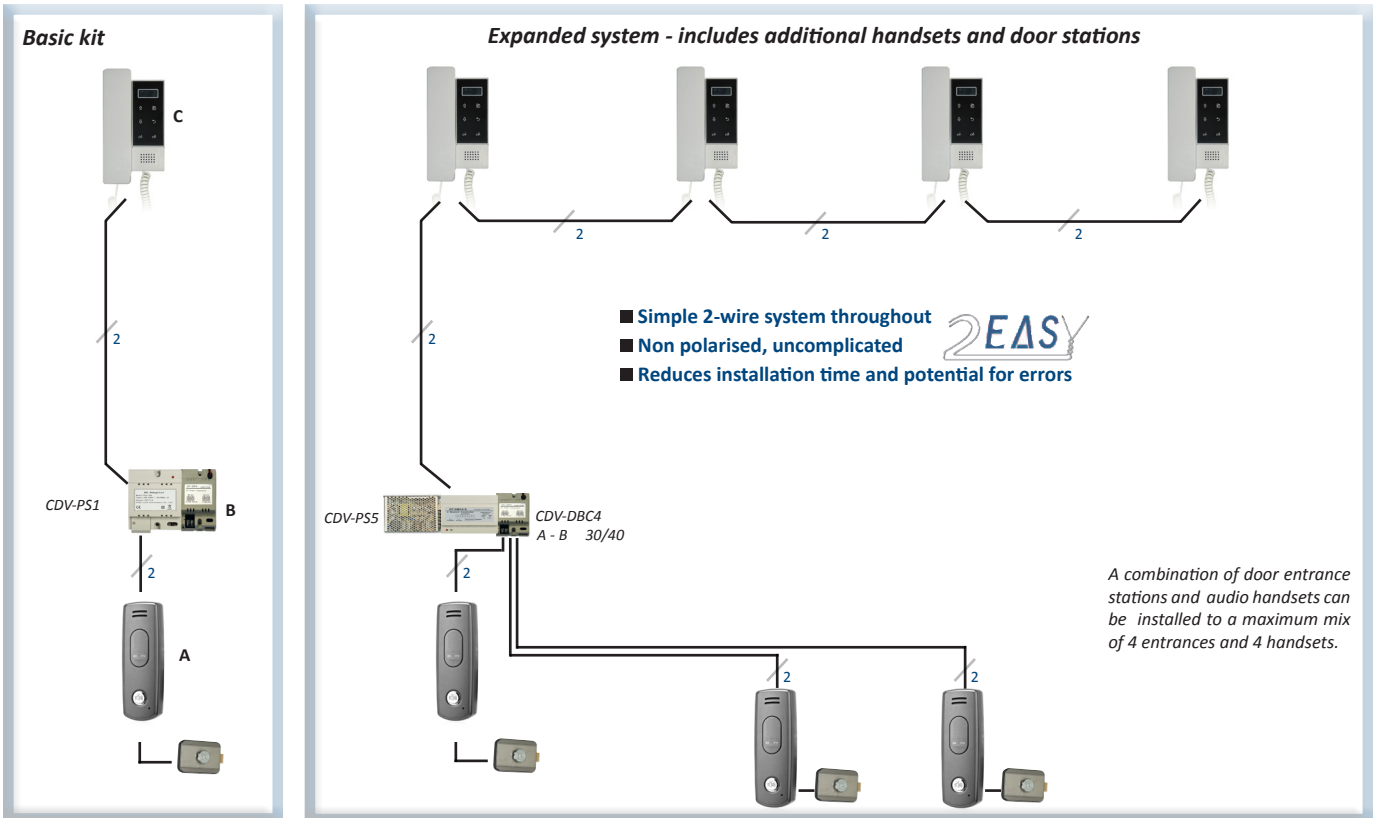 Basic kit
C
2
CDV-PS1
B
2
A
Expanded system - includes additional handsets and door stations
2
2
2
2
■ Simple 2-wire system throughout
■ Non polarised, uncomplicated
■ Reduces installation time and potential for errors
2EASY
CDV-PS5
CDV-DBC4
A - B 30/40
2
2
2
A combination of door entrance
stations and audio handsets can
be installed to a maximum mix
of 4 entrances and 4 handsets.